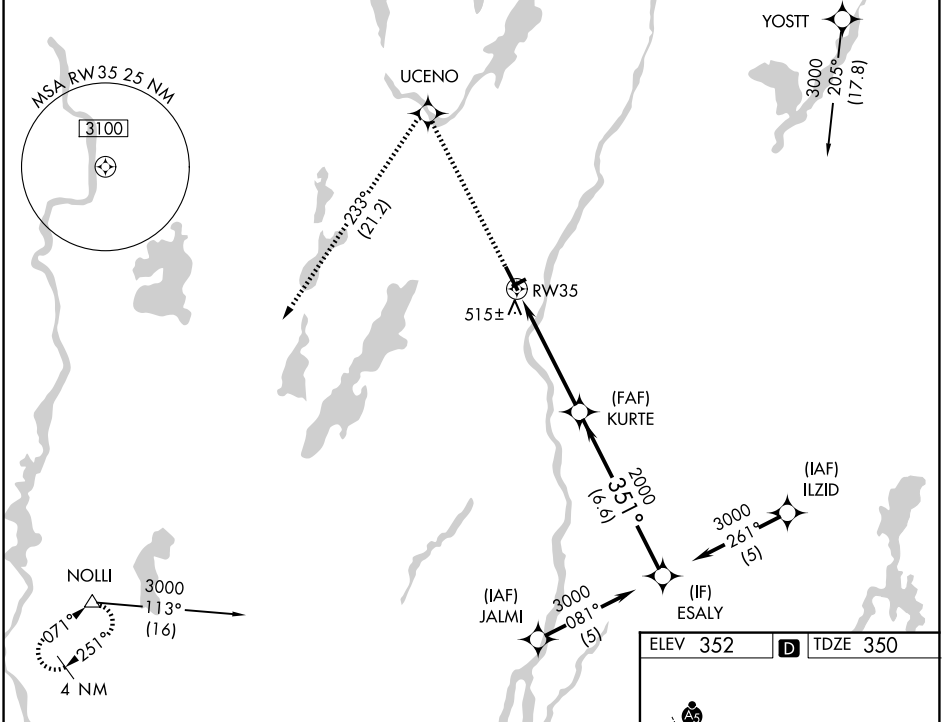 YOSTT
3000
205°
(17.8)
UCENO
MSA RW35 25 NM
3100
233°
(21.2)
RW35
515±
(FAF)
KURTE
2000
351°
(6.6)
(IAF)
ILZID
3000
261°
(5)
NOLLI
3000
113°
(16)
071°
251°
4 NM
(IAF)
JALMI
3000
081°
(5)
(IF)
ESALY
ELEV 352 D TDZE 350
A5